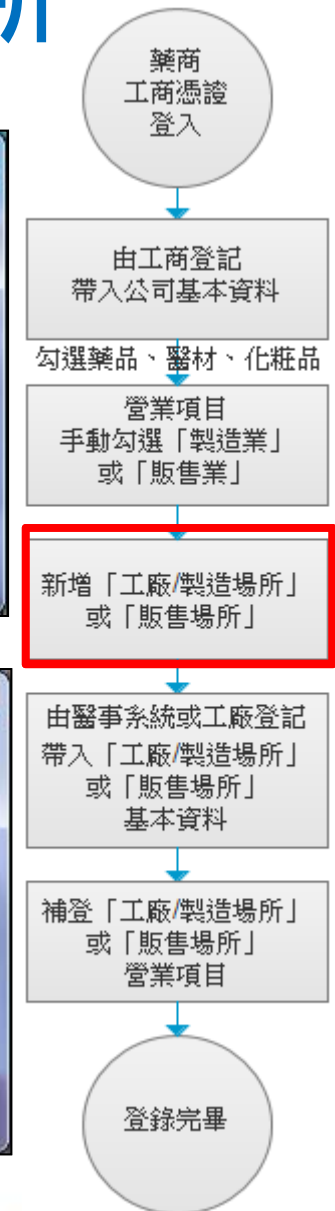 所
藥商
工商憑證
登入
由工商登記
帶入公司基本資料
勾選藥品、醫材、化粧品
營業項目
手動勾選「製造業」
或「販售業」
新增「工廠/製造場所」
或「販售場所」
由醫事系統或工廠登記
帶入「工廠/製造場所」
或「販售場所」
基本資料
補登「工廠/製造場所」
或「販售場所」
營業項目
登錄完畢